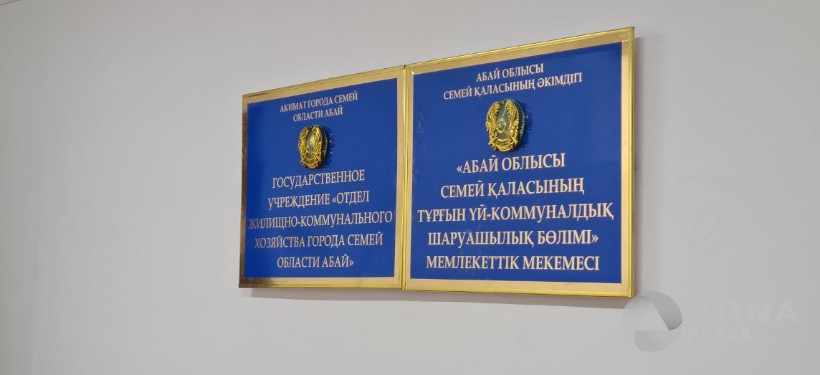 АКИМАТ ГОРОДА СЕМЕЙ
ОБЛАСТИ АБАЙ
ГОСУДАРСТВЕННОЕ
УЧРЕЖДЕНИЕ «ОТДЕЛ
ЖИЛИЩНО-КОММУНАЛЬНОГО
ХОЗЯЙСТВА ГОРОДА СЕМЕЙ
ОБЛАСТИ АБАЙ»
АБАЙ ОБЛЫСЫ
СЕМЕЙ ҚАЛАСЫНЫҢ ӘКІМДІГІ
«АБАЙ ОБЛЫСЫ
СЕМЕЙ ҚАЛАСЫНЫҢ
ТҰРҒЫН ҮЙ-КОММУНАЛДЫҚ
ШАРУАШЫЛЫҚ БӨЛІМІ»
МЕМЛЕКЕТТІК МЕКЕМЕСІ
ARNA
PRESS